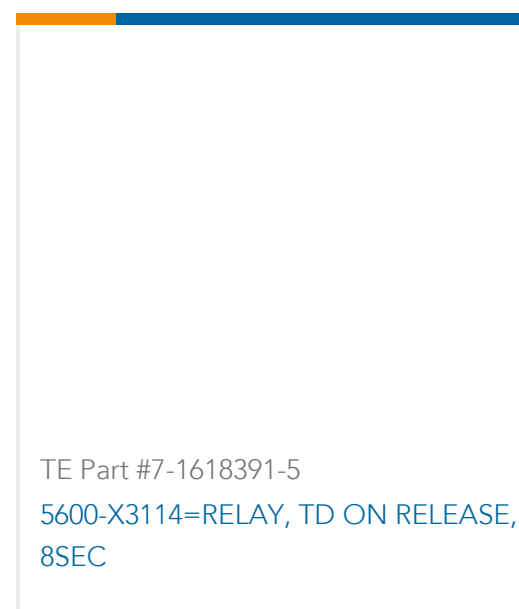 TE Part #7-1618391-5
5600-X3114=RELAY, TD ON RELEASE,
8SEC